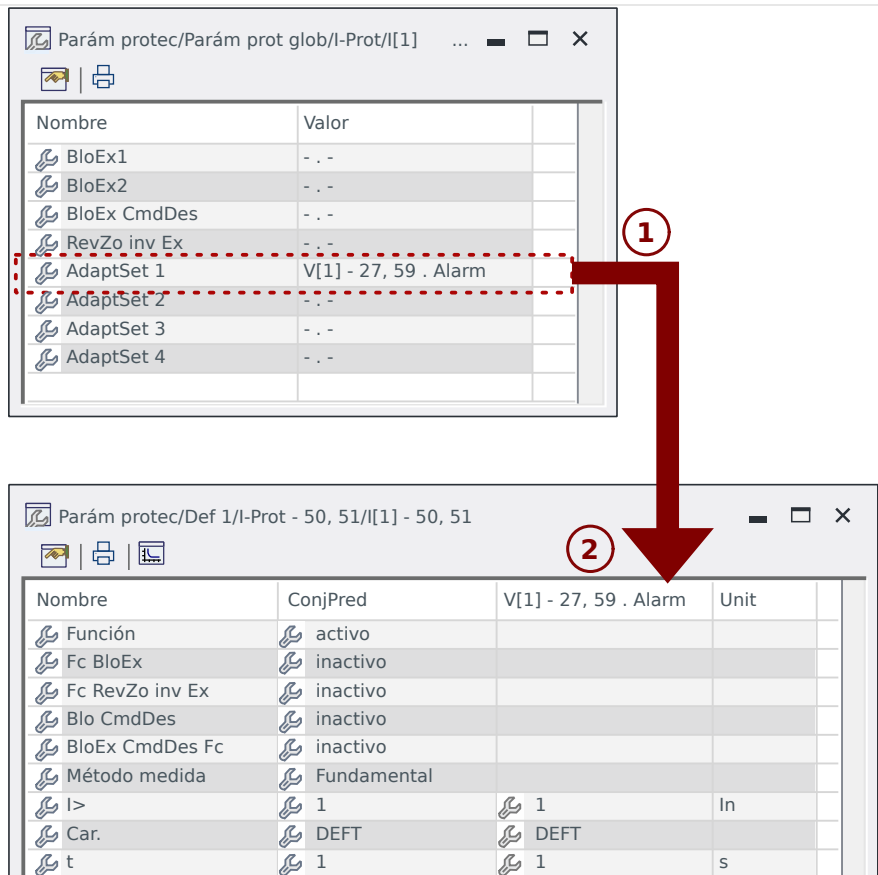 Parám protec/Parám prot glob/I-Prot/I[1] ...
Nombre Valor
BloEx1 - . -
BloEx2 - . -
BloEx CmdDes - . -
RevZo inv Ex - . -
1
AdaptSet 1 V[1] - 27, 59 . Alarm
AdaptSet 2 - . -
AdaptSet 3 - . -
AdaptSet 4 - . -
Parám protec/Def 1/I-Prot - 50, 51/I[1] - 50, 51
2
Nombre ConjPred V[1] - 27, 59 . Alarm Unit
Función activo
Fc BloEx inactivo
Fc RevZo inv Ex inactivo
Blo CmdDes inactivo
BloEx CmdDes Fc inactivo
Método medida Fundamental
I> 1 1 In
Car. DEFT DEFT
t 1 1 s